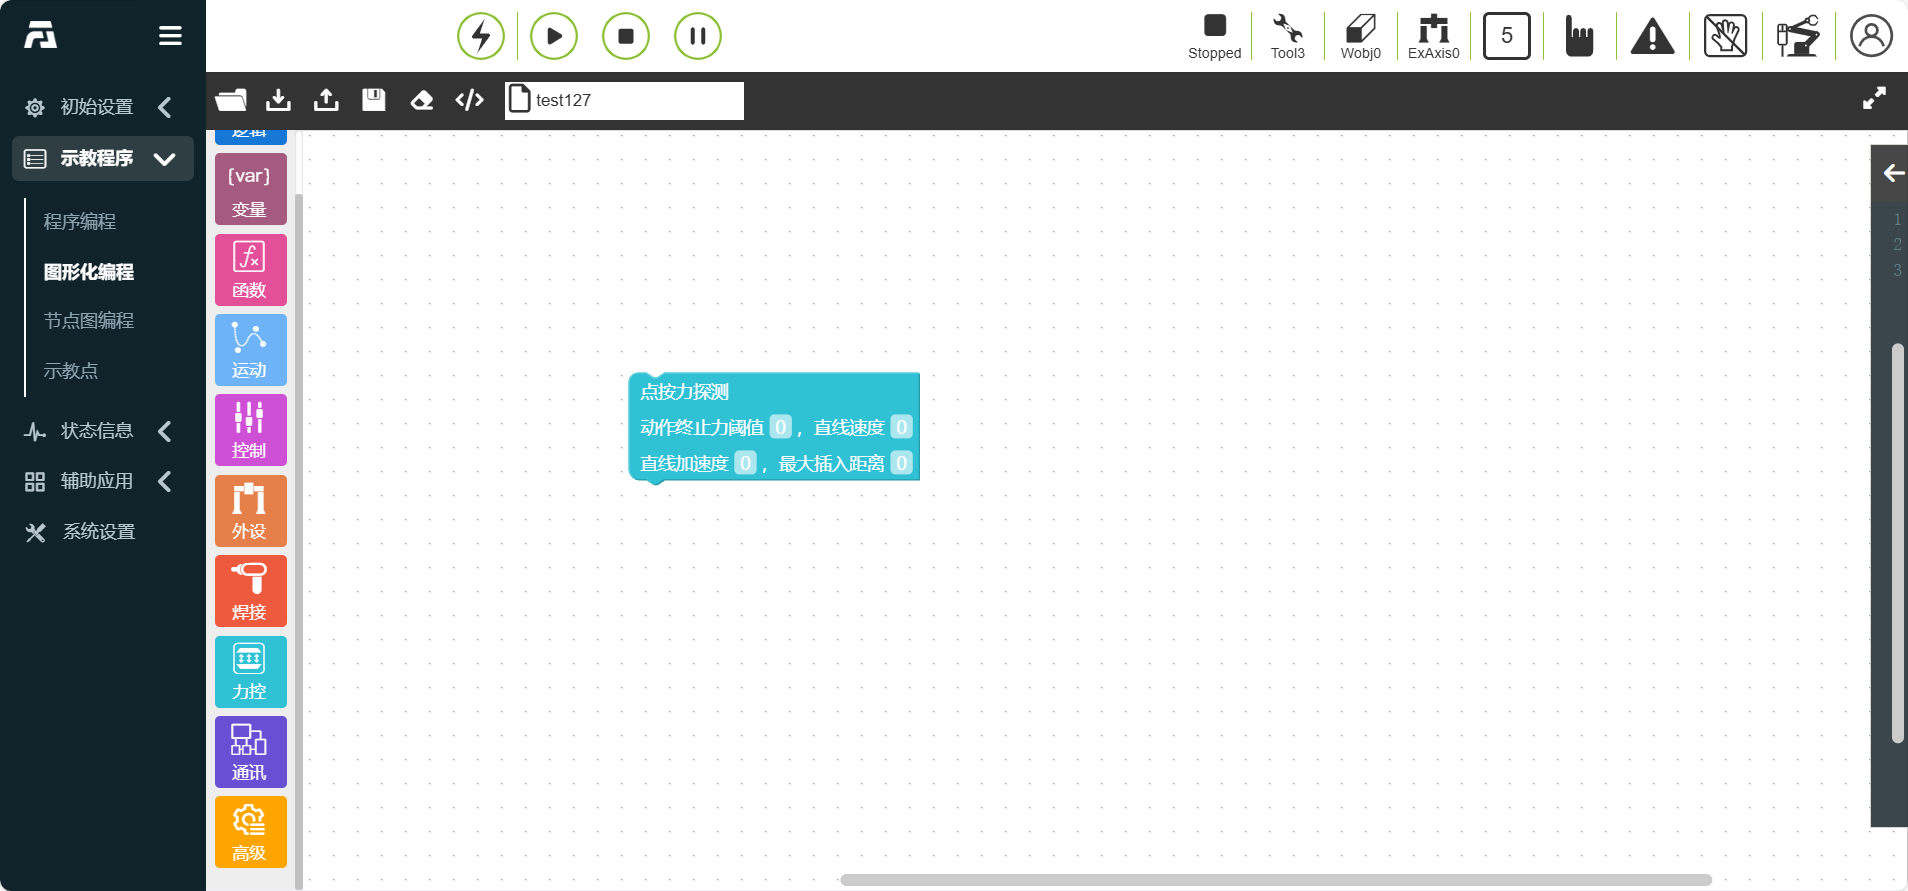 Stopped
Tool3
Wobj0
ExAxis0
5
test127
初始设置
示教程序
程序编程
图形化编程
节点图编程
示教点
状态信息
辅助应用
系统设置
逻辑
[var]
变量
函数
运动
控制
外设
焊接
力控
通讯
高级
点按力探测
动作终止力阈值 0 ，直线速度 0
直线加速度 0 ，最大插入距离 0
1
2
3